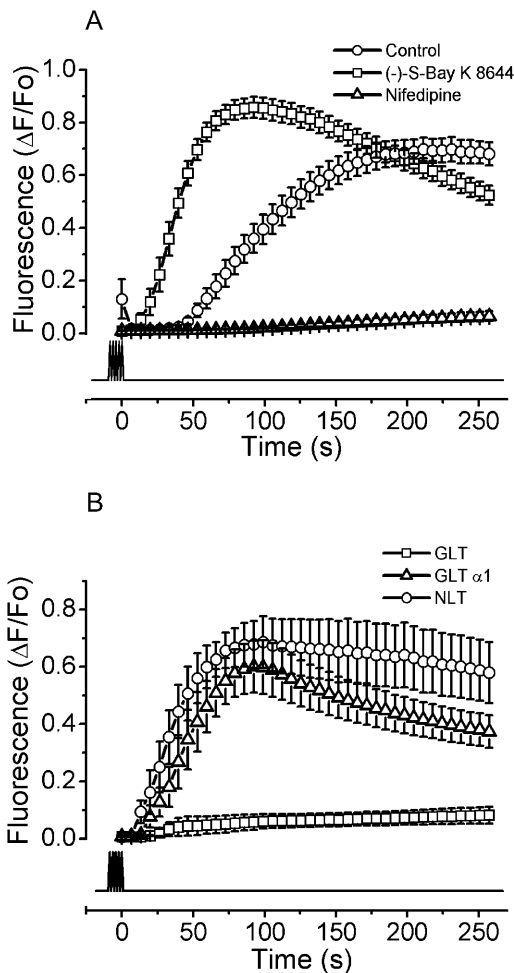 A
Control
(-)-S-Bay K 8644
Nifedipine
Fluorescence (ΔF/Fo)
1.0
0.8
0.6
0.4
0.2
0.0
0 50 100 150 200 250
Time (s)
B
GLT
GLT α1
NLT
Fluorescence (ΔF/Fo)
0.8
0.6
0.4
0.2
0.0
0 50 100 150 200 250
Time (s)